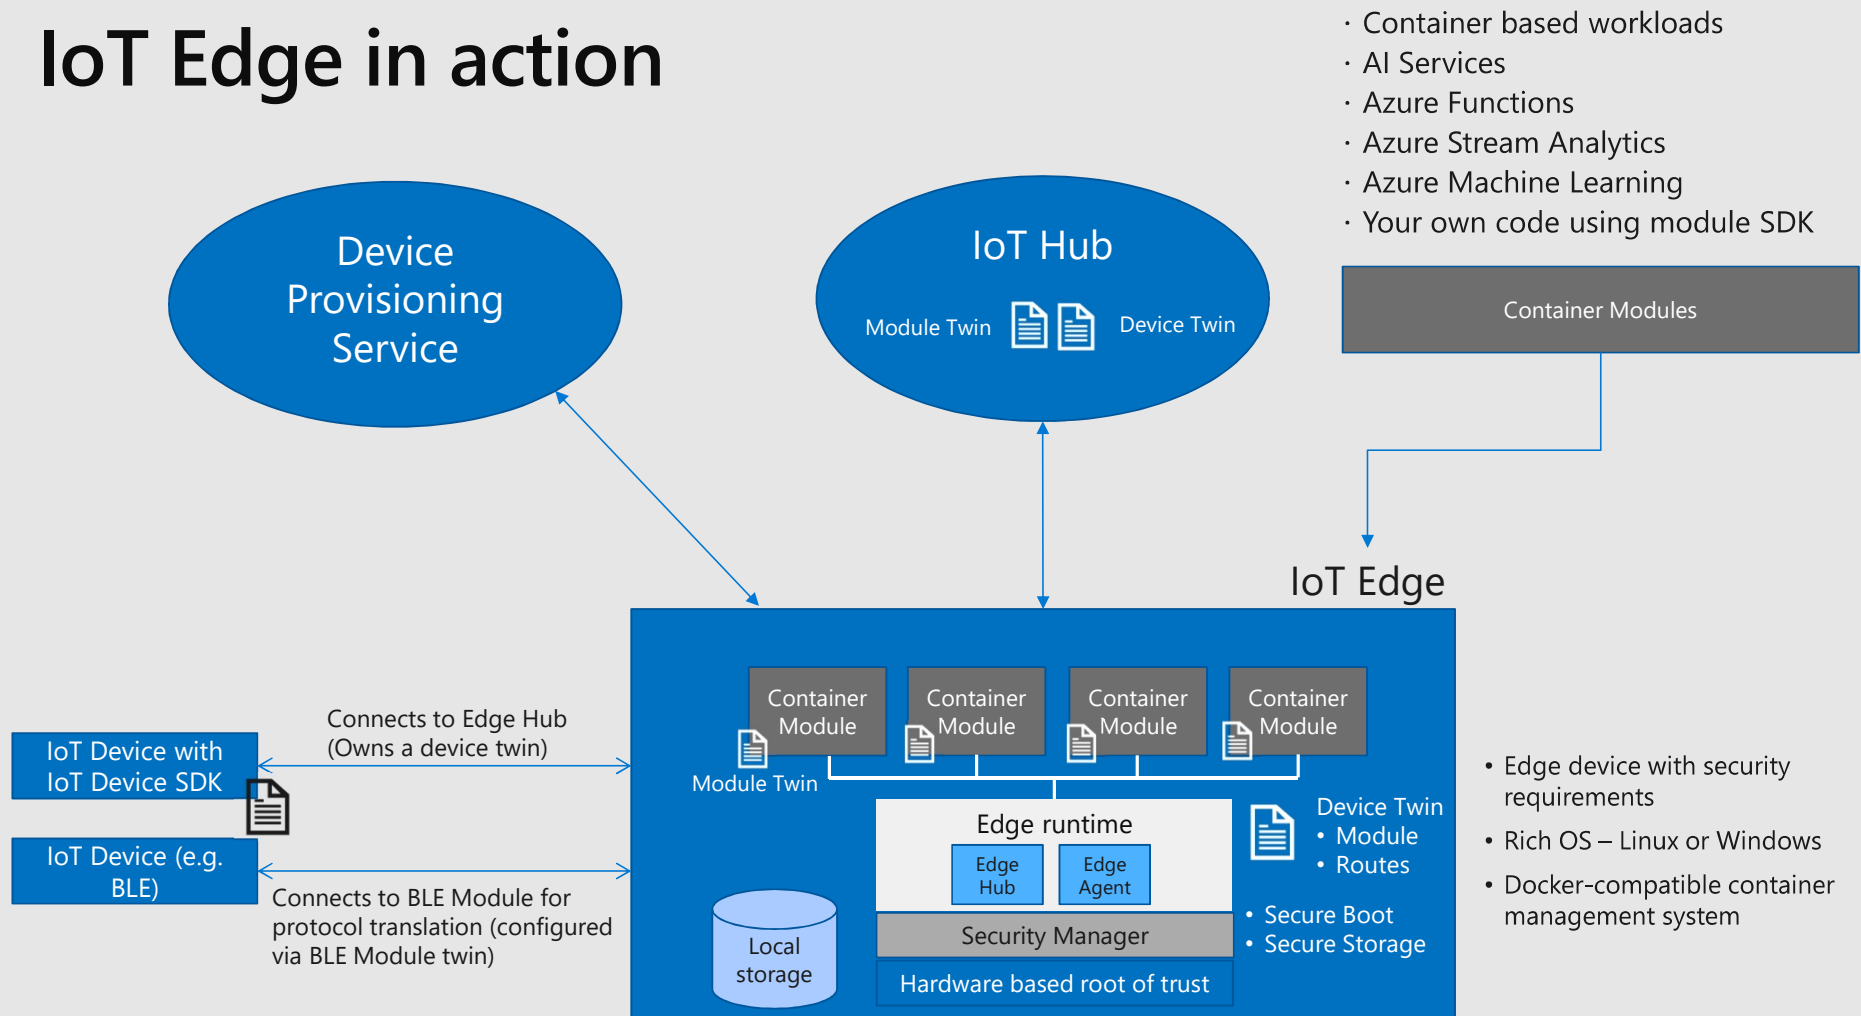 IoT Edge in action
· Container based workloads
· AI Services
· Azure Functions
· Azure Stream Analytics
· Azure Machine Learning
· Your own code using module SDK
Device
Provisioning
Service
IoT Hub
Module Twin
Device Twin
Container Modules
IoT Edge
Container
Module
Container
Module
Container
Module
Container
Module
Module Twin
Connects to Edge Hub
(Owns a device twin)
IoT Device with
IoT Device SDK
IoT Device (e.g.
BLE)
Connects to BLE Module for
protocol translation (configured
via BLE Module twin)
Edge runtime
Edge
Hub
Edge
Agent
Device Twin
• Module
• Routes
Security Manager
• Secure Boot
• Secure Storage
Hardware based root of trust
Local
storage
• Edge device with security
requirements
• Rich OS – Linux or Windows
• Docker-compatible container
management system